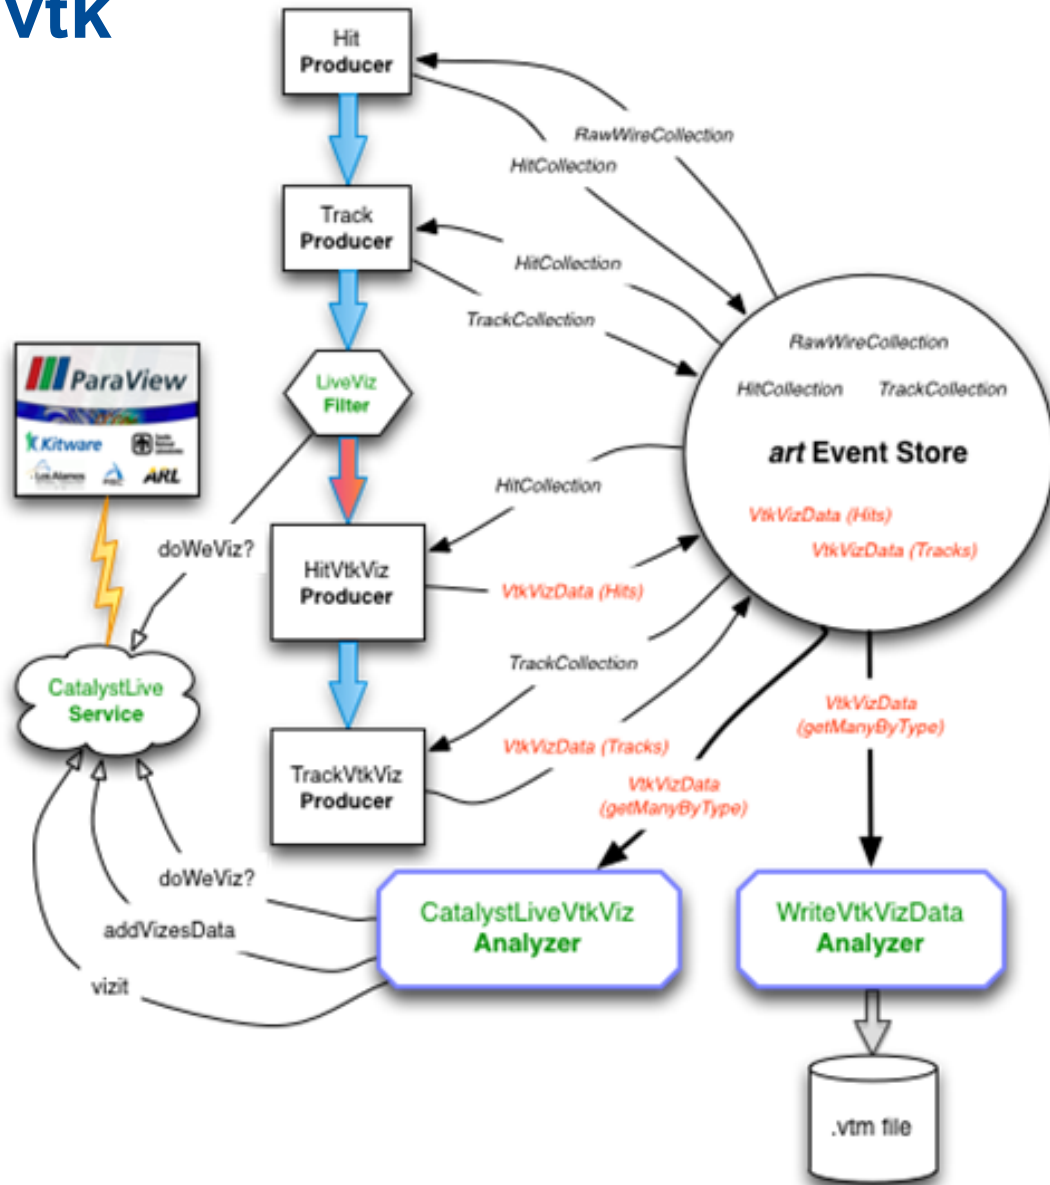 vtk
Hit
Producer
RawWireCollection
HitCollection
Track
Producer
HitCollection
TrackCollection
LiveViz
Filter
ParaView
Kitware
Los Alamos
ARL
RawWireCollection
HitCollection TrackCollection
art Event Store
VtkVizData (Hits)
VtkVizData (Tracks)
HitCollection
doWeViz?
HitVtkViz
Producer
VtkVizData (Hits)
TrackCollection
CatalystLive
Service
VtkVizData
(getManyByType)
VtkVizData (Tracks)
TrackVtkViz
Producer
VtkVizData
(getManyByType)
doWeViz?
addVizesData
vizit
CatalystLiveVtkViz
Analyzer
WriteVtkVizData
Analyzer
.vtm file